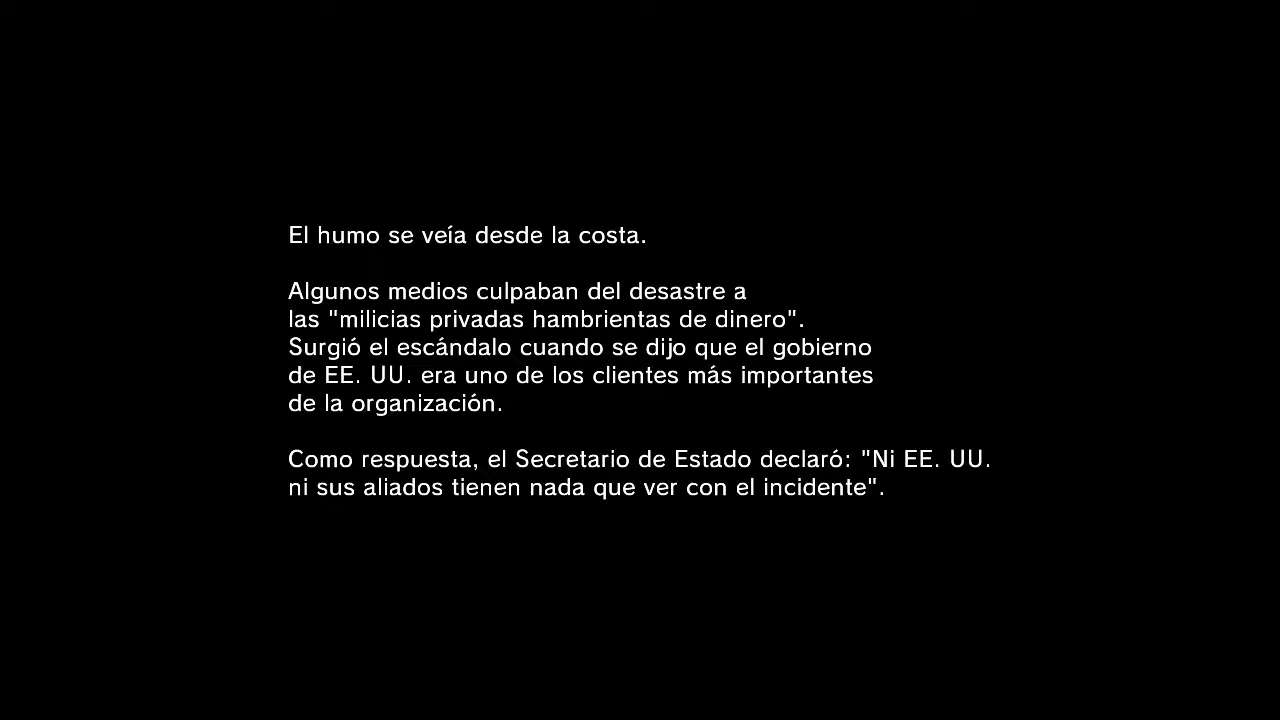 El humo se veía desde la costa.
Algunos medios culpaban del desastre a
las "milicias privadas hambrientas de dinero".
Surgió el escándalo cuando se dijo que el gobierno
de EE. UU. era uno de los clientes más importantes
de la organización.
Como respuesta, el Secretario de Estado declaró: "Ni EE. UU.
ni sus aliados tienen nada que ver con el incidente".